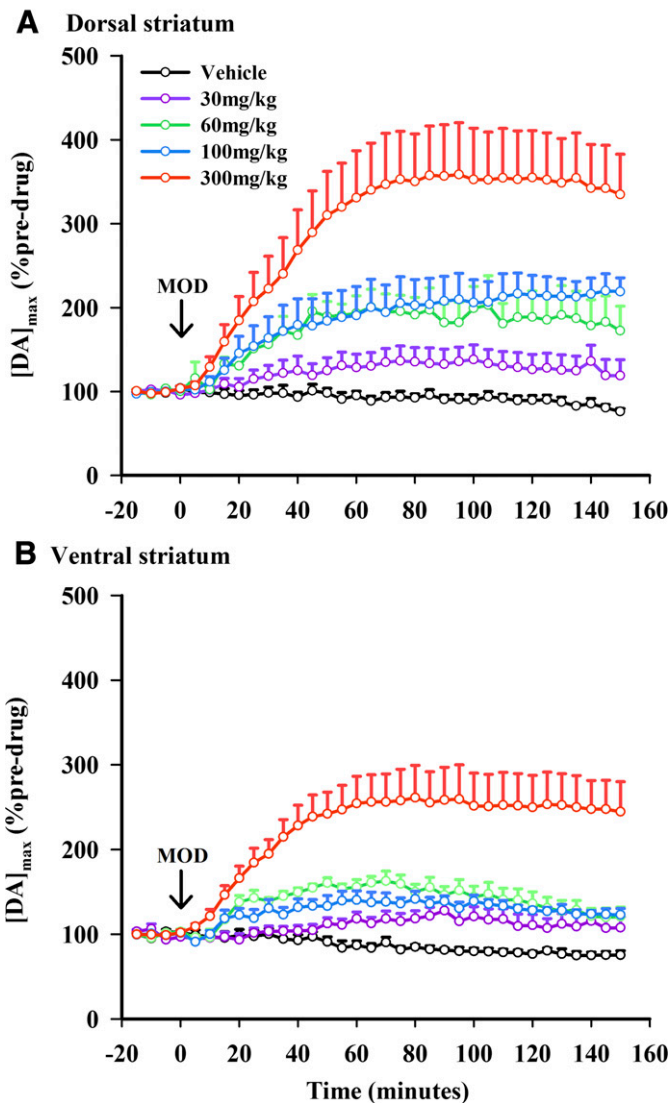 A Dorsal striatum
500
400
300
200
100
0
[DA]max (%pre-drug)
Vehicle
30mg/kg
60mg/kg
100mg/kg
300mg/kg
MOD
-20 0 20 40 60 80 100 120 140 160
B Ventral striatum
500
400
300
200
100
0
[DA]max (%pre-drug)
MOD
-20 0 20 40 60 80 100 120 140 160
Time (minutes)